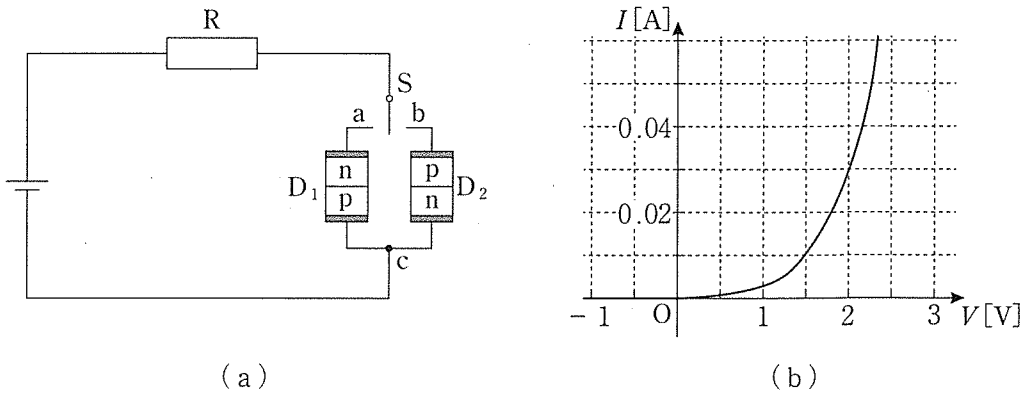 R
S
a b
n p
D₁ D₂
p n
c
(a)
I[A]
0.04
0.02
-1 O 1 2 3 V[V]
(b)